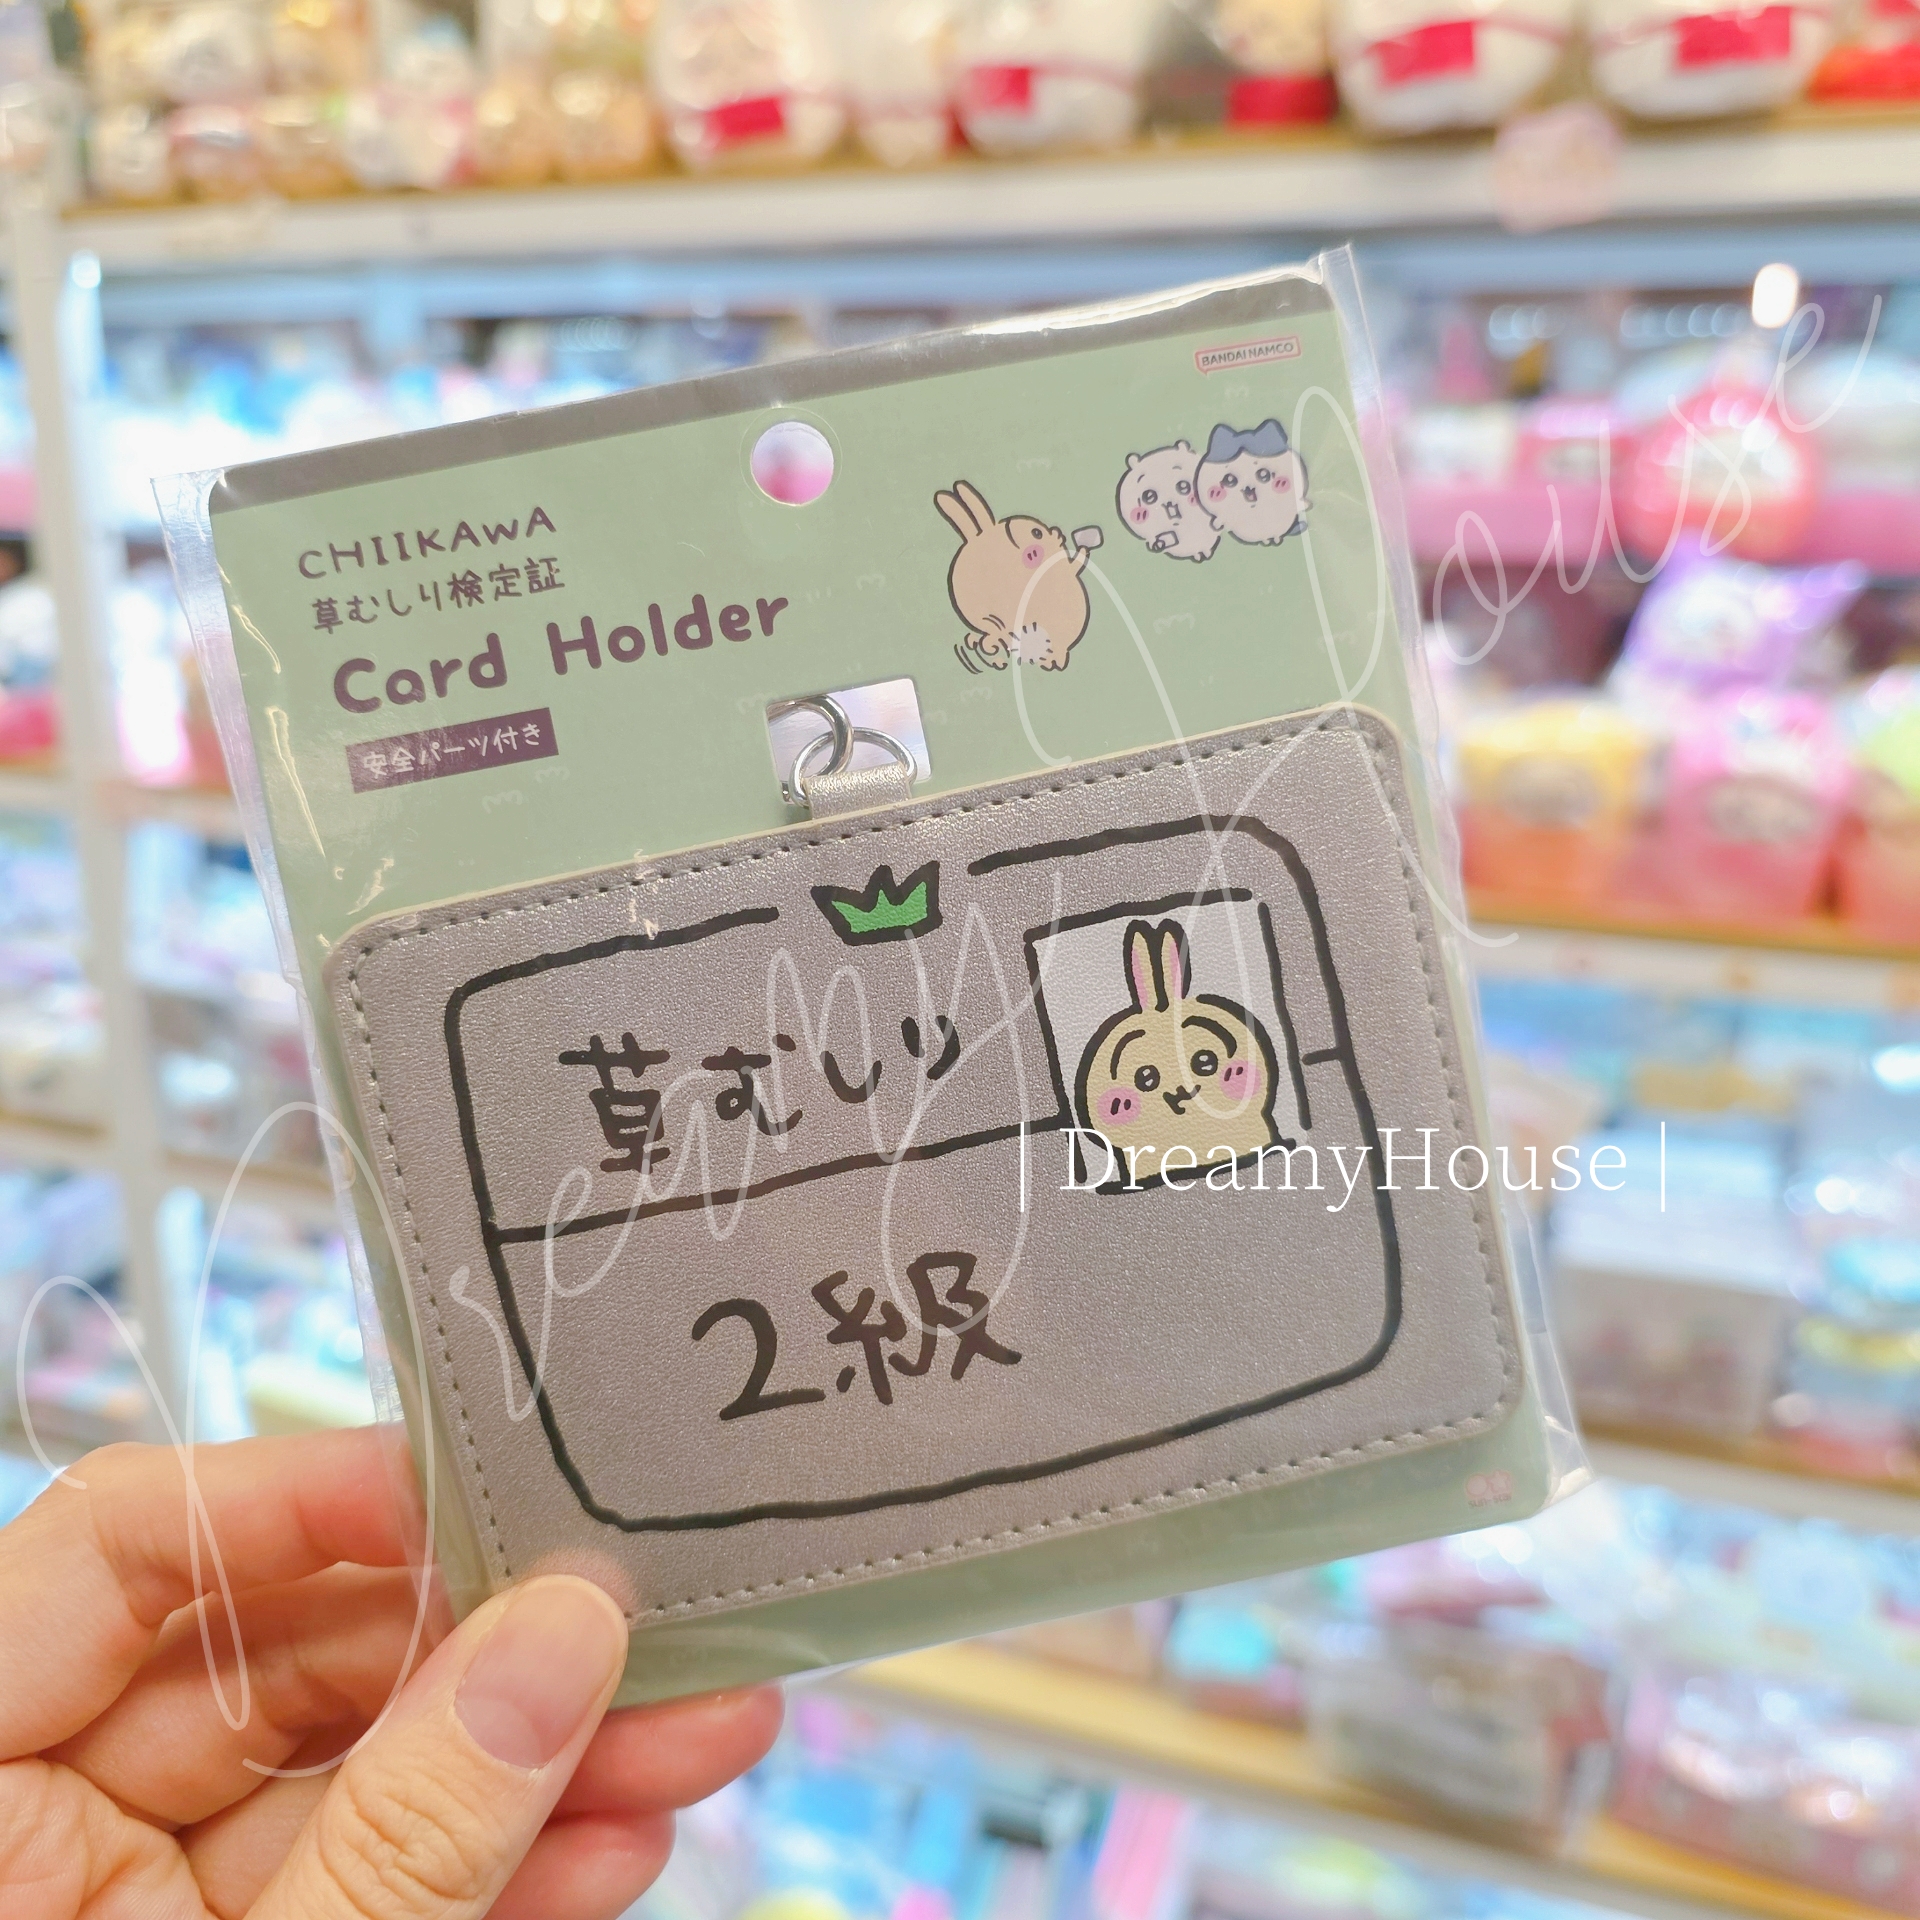 BANDAI NAMCO
CHIIKAWA
草むしり検定証
Card Holder
安全パーツ付き
草むしり
2級
DreamyHouse
| DreamyHouse |